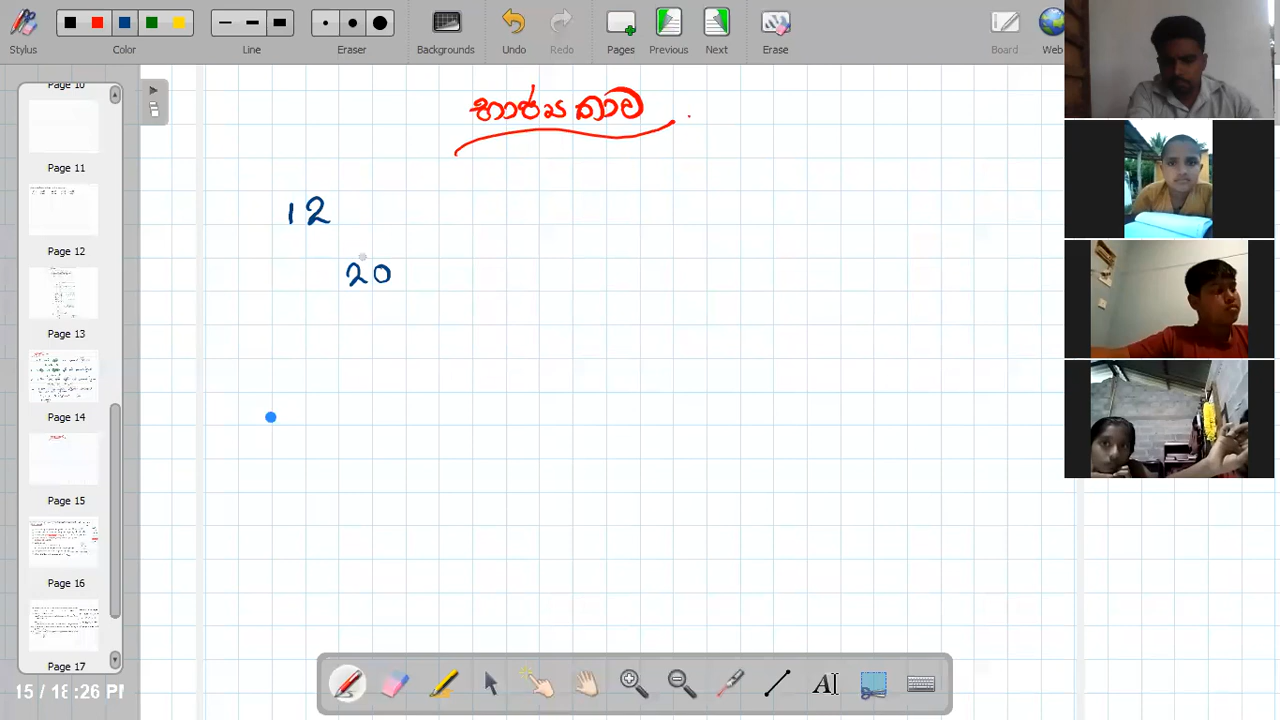 Stylus
Color
Line
Eraser
Backgrounds
Undo
Redo
Pages
Previous
Next
Erase
Board
Web
Page 10
Page 11
Page 12
Page 13
Page 14
Page 15
Page 16
Page 17
භාජ්‍යතාව .
12
20